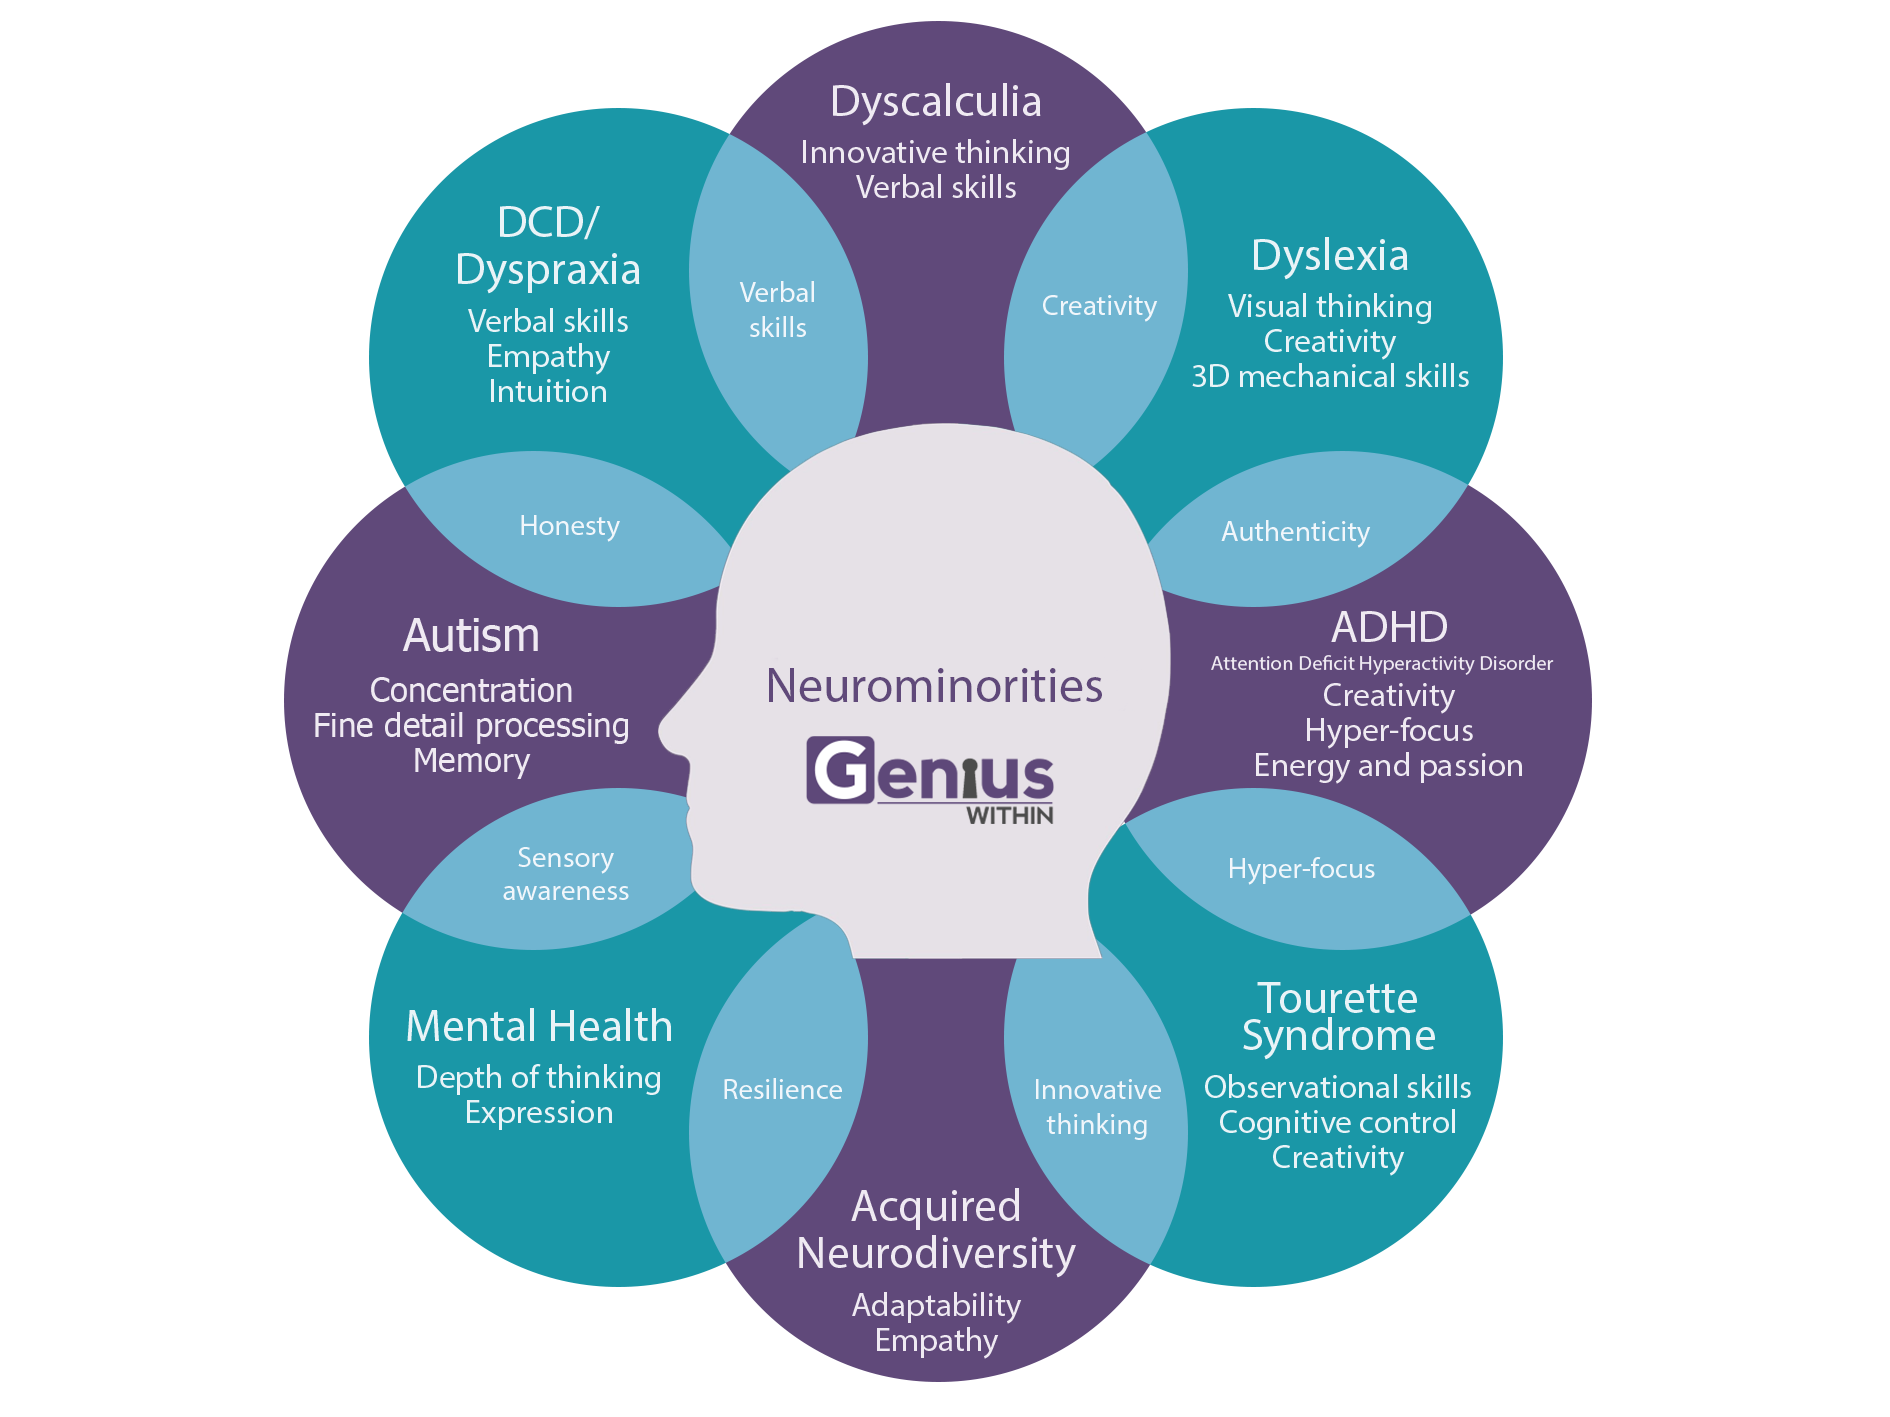 Dyscalculia
Innovative thinking
Verbal skills
DCD/
Dyspraxia
Verbal skills
Empathy
Intuition
Verbal
skills
Creativity
Dyslexia
Visual thinking
Creativity
3D mechanical skills
Honesty
Authenticity
Autism
Concentration
Fine detail processing
Memory
Neurominorities
Genius
WITHIN
ADHD
Attention Deficit Hyperactivity Disorder
Creativity
Hyper-focus
Energy and passion
Sensory
awareness
Hyper-focus
Mental Health
Depth of thinking
Expression
Resilience
Innovative
thinking
Tourette
Syndrome
Observational skills
Cognitive control
Creativity
Acquired
Neurodiversity
Adaptability
Empathy